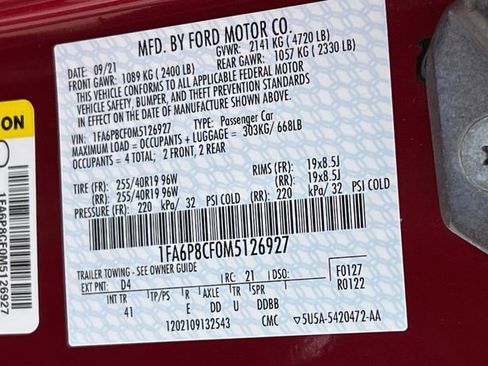 MFD. BY FORD MOTOR CO.
DATE: 09/21 GVWR: 2141 KG ( 4720 LB)
FRONT GAWR: 1089 KG ( 2400 LB) REAR GAWR: 1057 KG ( 2330 LB)
THIS VEHICLE CONFORMS TO ALL APPLICABLE FEDERAL MOTOR
VEHICLE SAFETY, BUMPER, AND THEFT PREVENTION STANDARDS
IN EFFECT ON THE DATE OF MANUFACTURE SHOWN ABOVE.
VIN: 1FA6P8CF0M5126927 TYPE: Passenger Car
MAXIMUM LOAD = OCCUPANTS + LUGGAGE = 303KG/ 668LB
OCCUPANTS = 4 TOTAL; 2 FRONT, 2 REAR
TIRE (FR): 255/40R19 96W RIMS (FR): 19x8.5J
(RR): 255/40R19 96W (RR): 19x8.5J
PRESSURE (FR): 220 kPa/ 32 PSI COLD (RR): 220 kPa/ 32 PSI COLD
1FA6P8CF0M5126927
TRAILER TOWING - SEE OWNER GUIDE
EXT PNT: D4 RC: 21 DSO: F0127
R0122
INT TR TP/PS R AXLE TR SPR
41 E DD U DDBB
1202109132543 CMC ▽5U5A-5420472-AA
ON
1FA6P8CF0M5126927